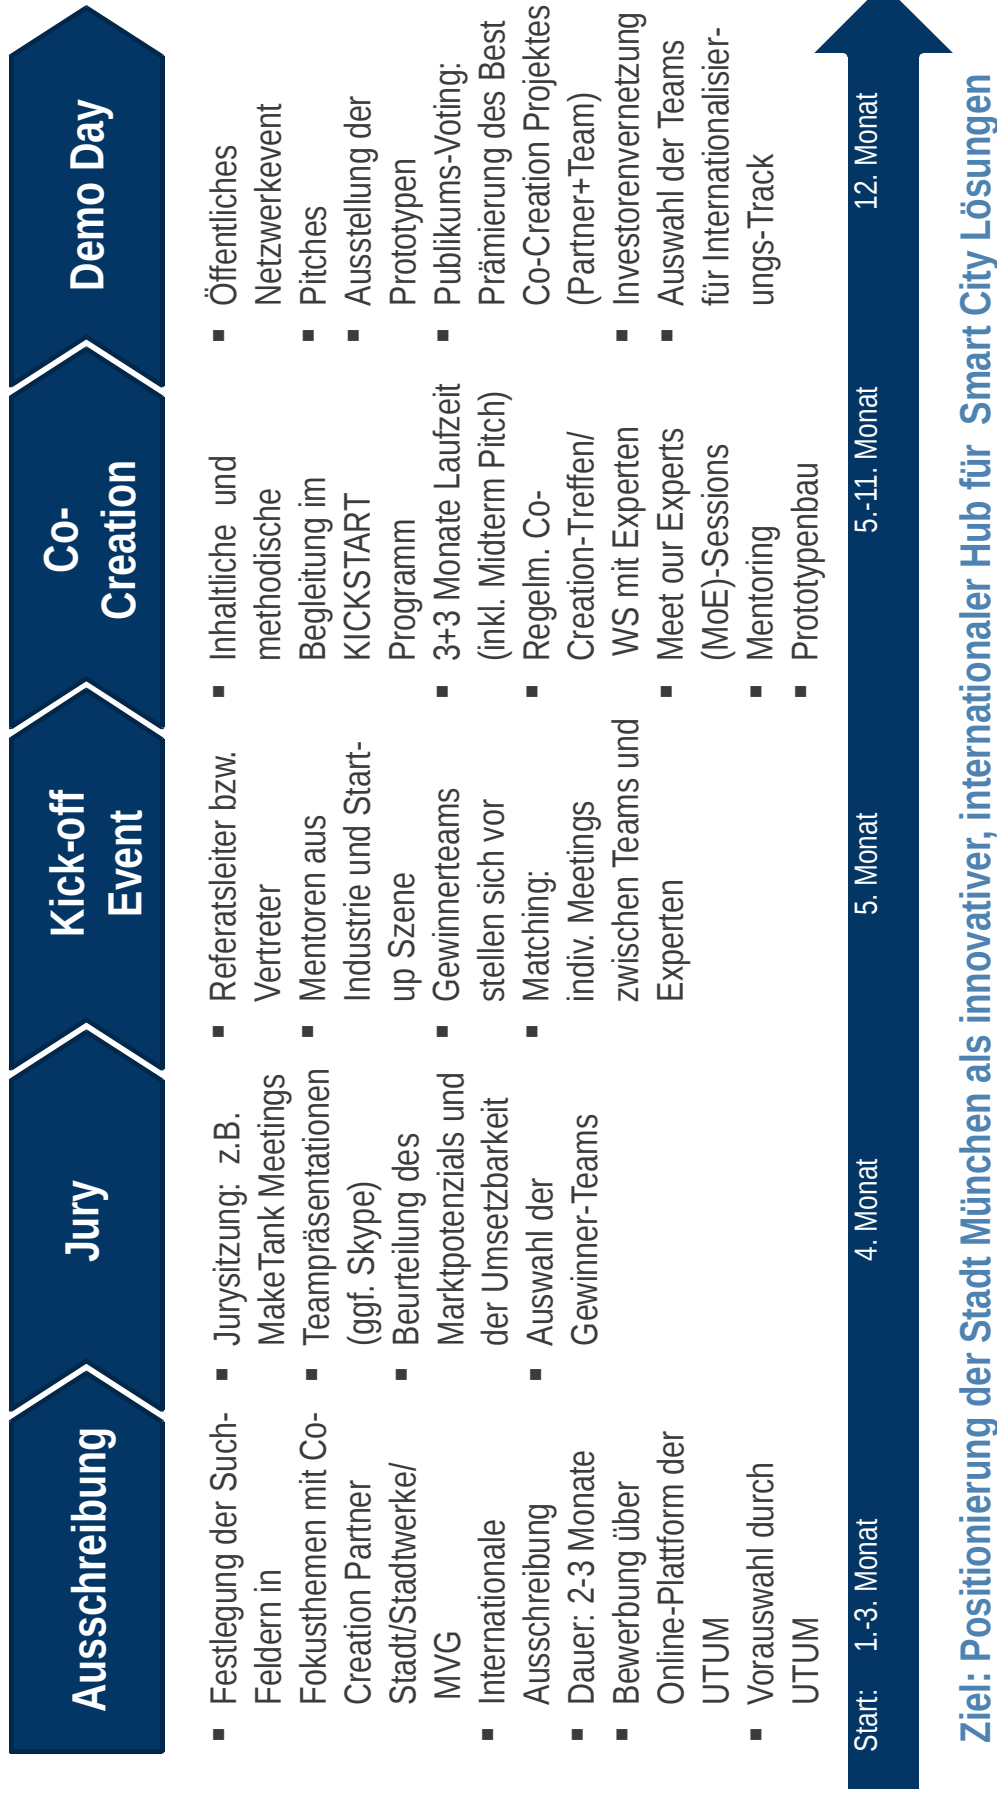 Ausschreibung
Jury
Kick-off
Event
Co-
Creation
Demo Day
▪ Festlegung der Such-
Feldern in
Fokusthemen mit Co-
Creation Partner
Stadt/Stadtwerke/
MVG
▪ Internationale
Ausschreibung
▪ Dauer: 2-3 Monate
▪ Bewerbung über
Online-Plattform der
UTUM
▪ Vorauswahl durch
UTUM
▪ Jurysitzung: z.B.
MakeTank Meetings
▪ Teampräsentationen
(ggf. Skype)
▪ Beurteilung des
Marktpotenzials und
der Umsetzbarkeit
▪ Auswahl der
Gewinner-Teams
▪ Referatsleiter bzw.
Vertreter
▪ Mentoren aus
Industrie und Start-
up Szene
▪ Gewinnerteams
stellen sich vor
▪ Matching:
indiv. Meetings
zwischen Teams und
Experten
▪ Inhaltliche und
methodische
Begleitung im
KICKSTART
Programm
▪ 3+3 Monate Laufzeit
(inkl. Midterm Pitch)
▪ Regelm. Co-
Creation-Treffen/
WS mit Experten
▪ Meet our Experts
(MoE)-Sessions
▪ Mentoring
▪ Prototypenbau
▪ Öffentliches
Netzwerkevent
▪ Pitches
▪ Ausstellung der
Prototypen
▪ Publikums-Voting:
Prämierung des Best
Co-Creation Projektes
(Partner+Team)
▪ Investorenvernetzung
▪ Auswahl der Teams
für Internationalisier-
ungs-Track
Start: 1.-3. Monat 4. Monat 5. Monat 5.-11. Monat 12. Monat
Ziel: Positionierung der Stadt München als innovativer, internationaler Hub für Smart City Lösungen